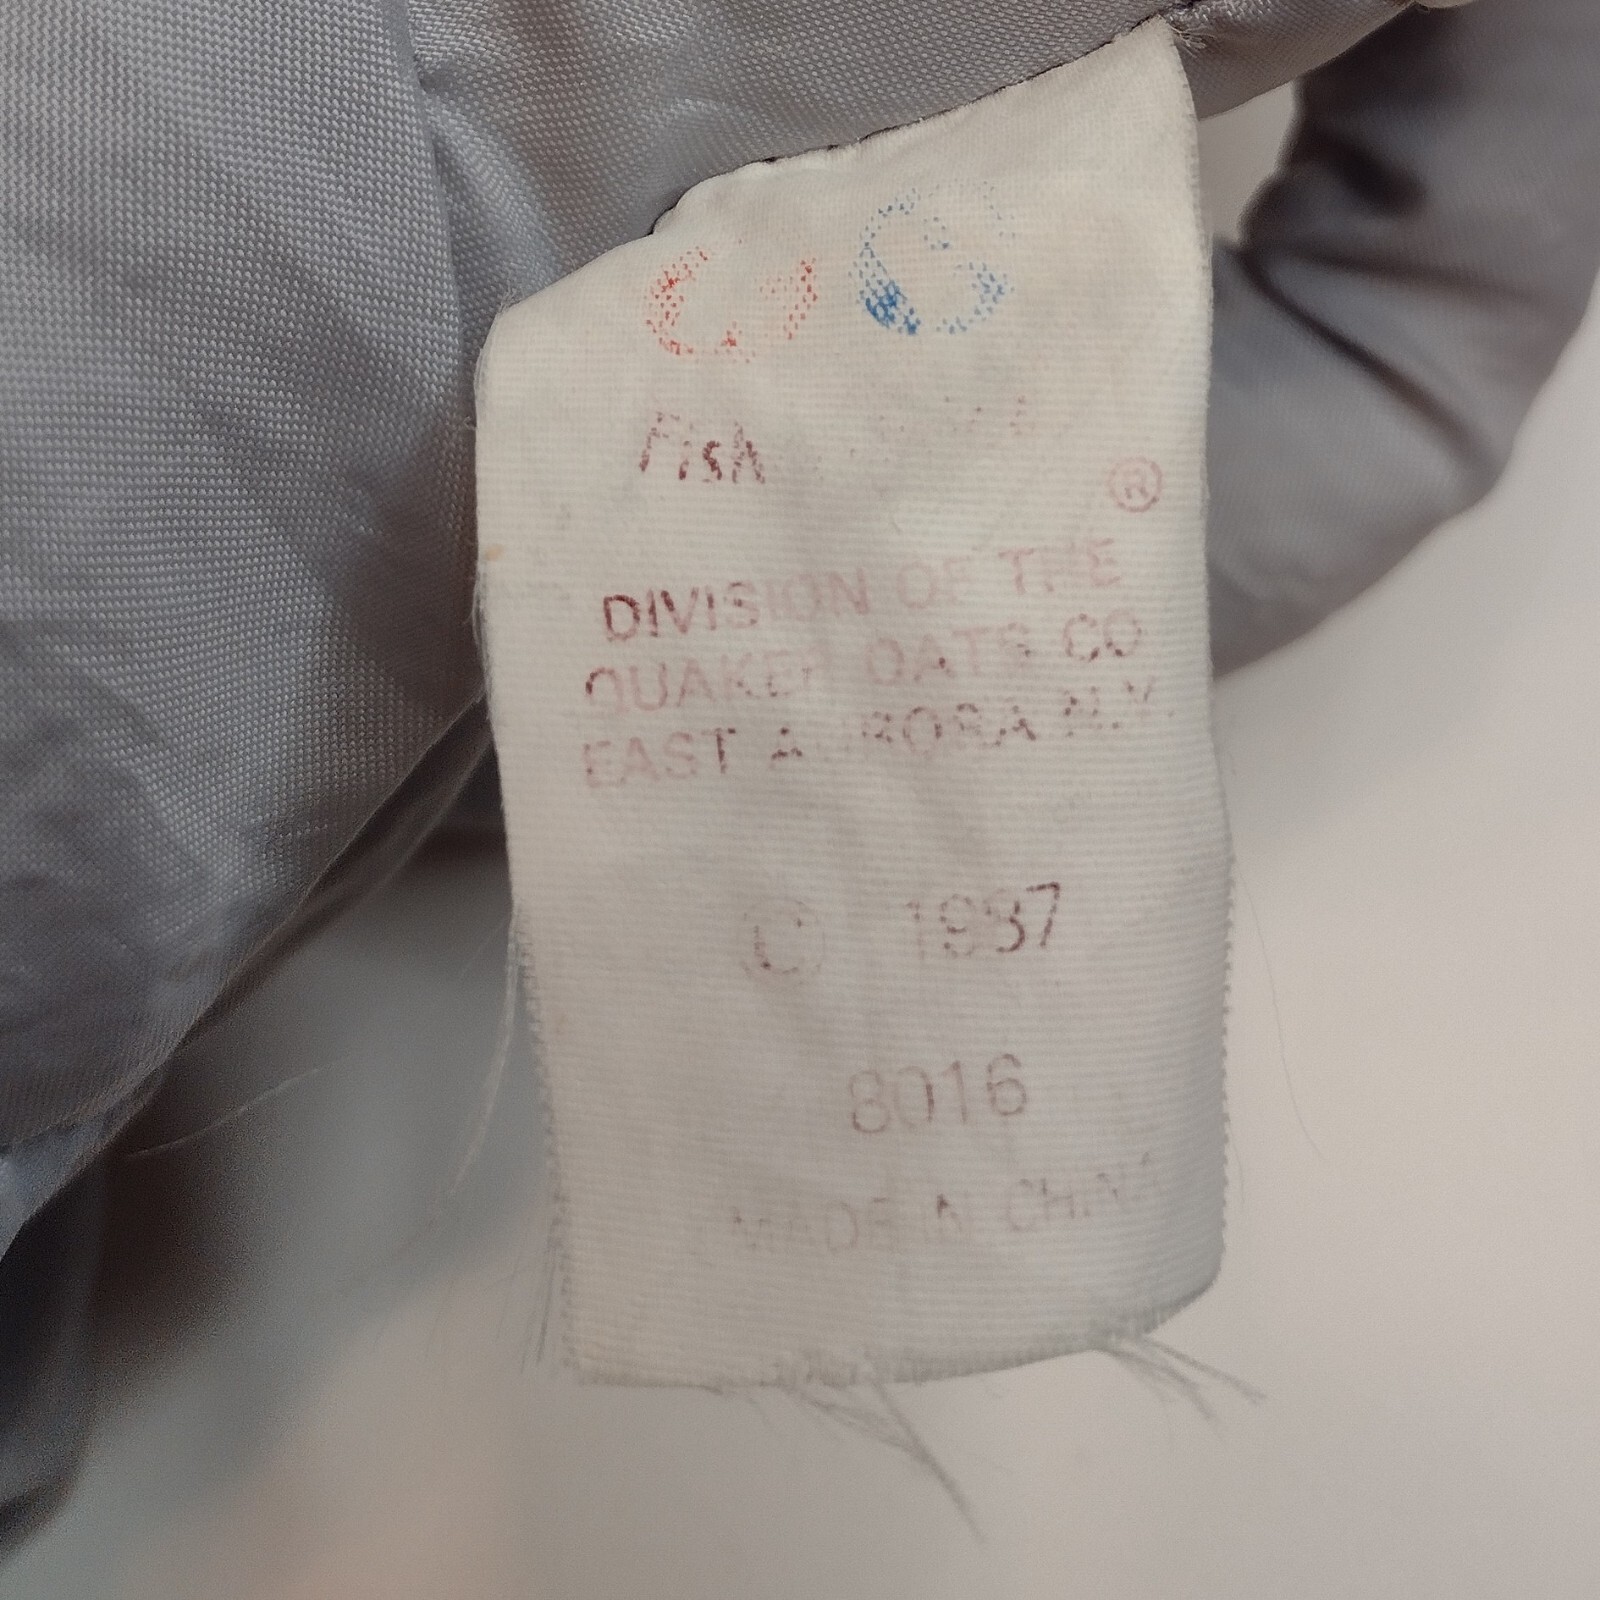 Fish
®
DIVISION OF THE
QUAKER OATS CO
EAST AURORA N.Y.
© 1987
8016
MADE IN CHINA